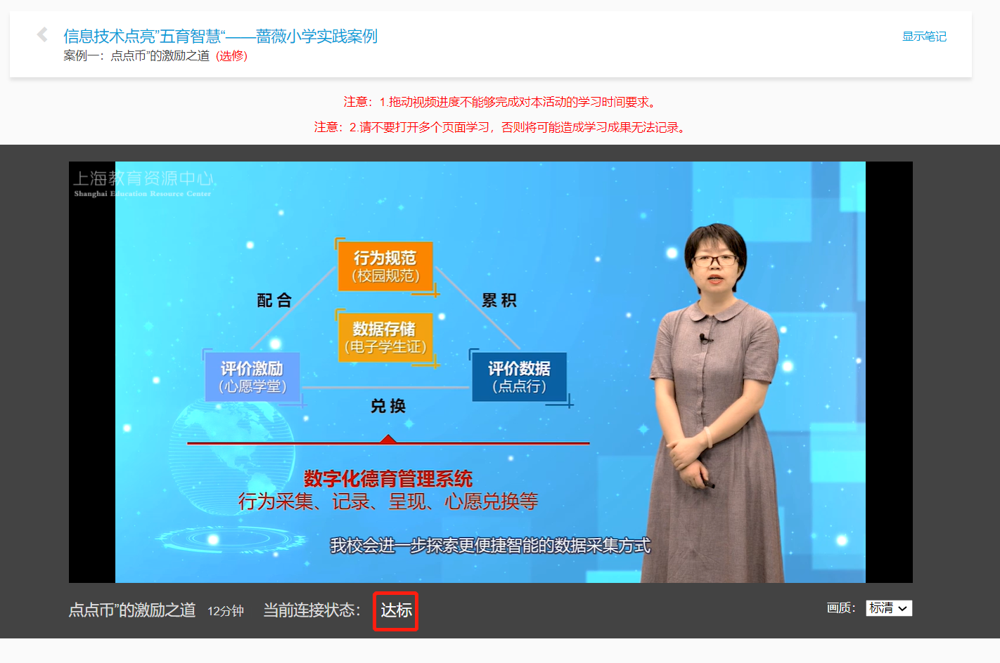 信息技术点亮”五育智慧“——蔷薇小学实践案例
显示笔记
案例一：点点币”的激励之道 (选修)
注意：1.拖动视频进度不能够完成对本活动的学习时间要求。
注意：2.请不要打开多个页面学习，否则将可能造成学习成果无法记录。
上海教育资源中心
Shanghai Education Resource Center
行为规范
（校园规范）
配合
累积
数据存储
（电子学生证）
评价激励
（心愿学堂）
评价数据
（点点行）
兑换
数字化德育管理系统
行为采集、记录、呈现、心愿兑换等
我校会进一步探索更便捷智能的数据采集方式
点点币”的激励之道 12分钟 当前连接状态： 达标
画质： 标清